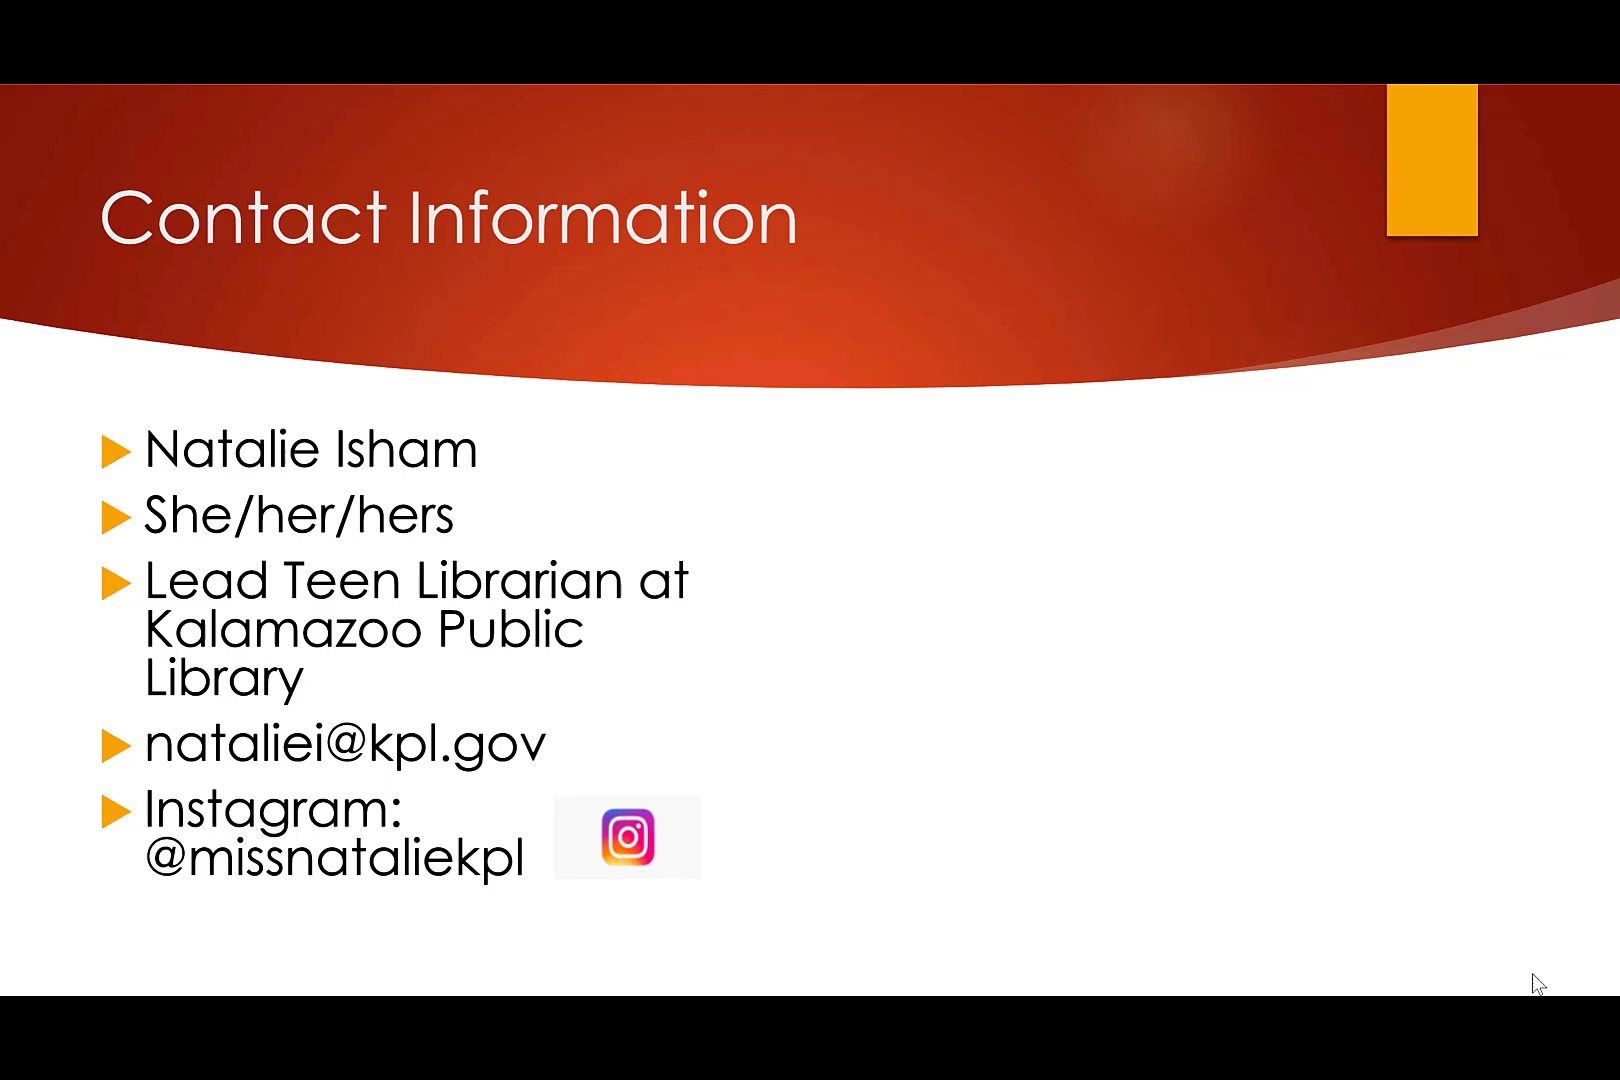 Contact Information
Natalie Isham
She/her/hers
Lead Teen Librarian at
Kalamazoo Public
Library
nataliei@kpl.gov
Instagram:
@missnataliekpl